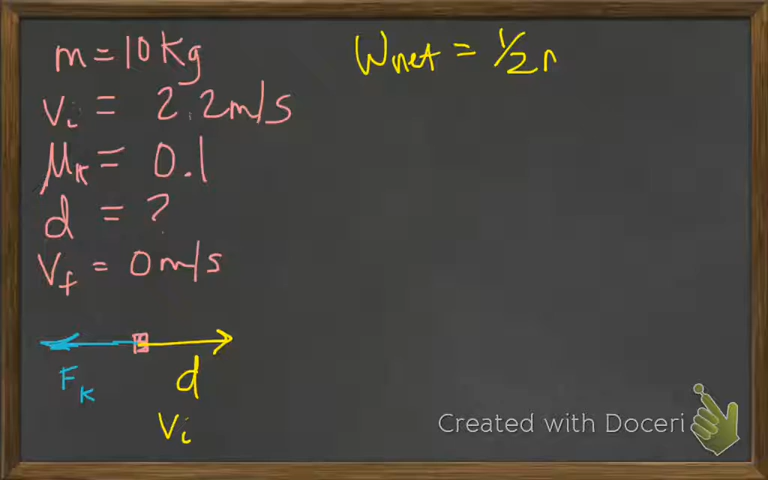 m = 10 Kg
Wnet = 1/2 n
Vi = 2.2 m/s
μk = 0.1
d = ?
Vf = 0 m/s
Fk
d
Vi
Created with Doceri